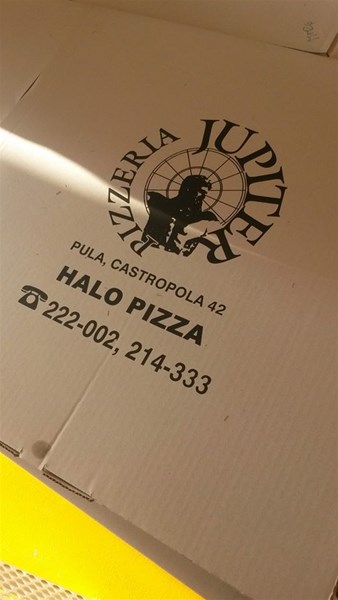 PIZZERIA JUPITER
PULA, CASTROPOLA 42
HALO PIZZA
☎222-002, 214-333